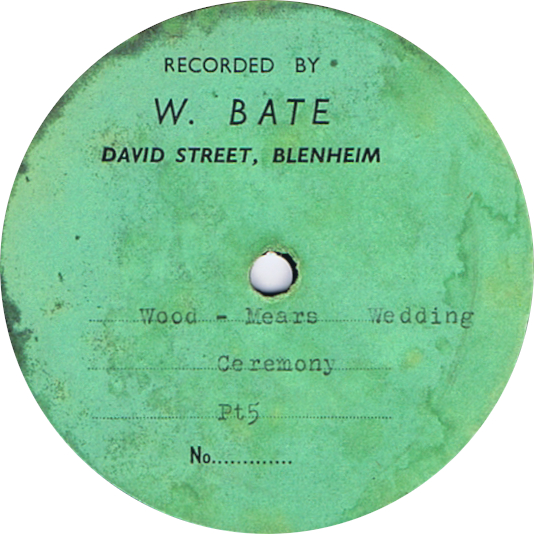 RECORDED BY
W. BATE
DAVID STREET, BLENHEIM
Wood - Mears Wedding
Ceremony
Pt5
No.............